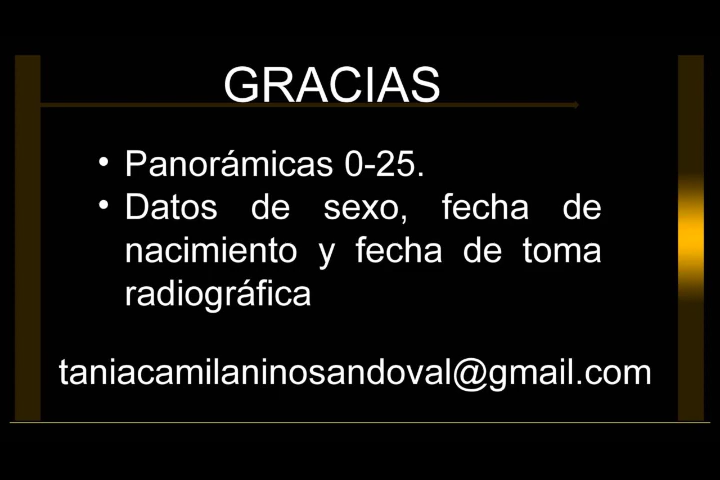 GRACIAS
• Panorámicas 0-25.
• Datos de sexo, fecha de
nacimiento y fecha de toma
radiográfica
taniacamilaninosandoval@gmail.com